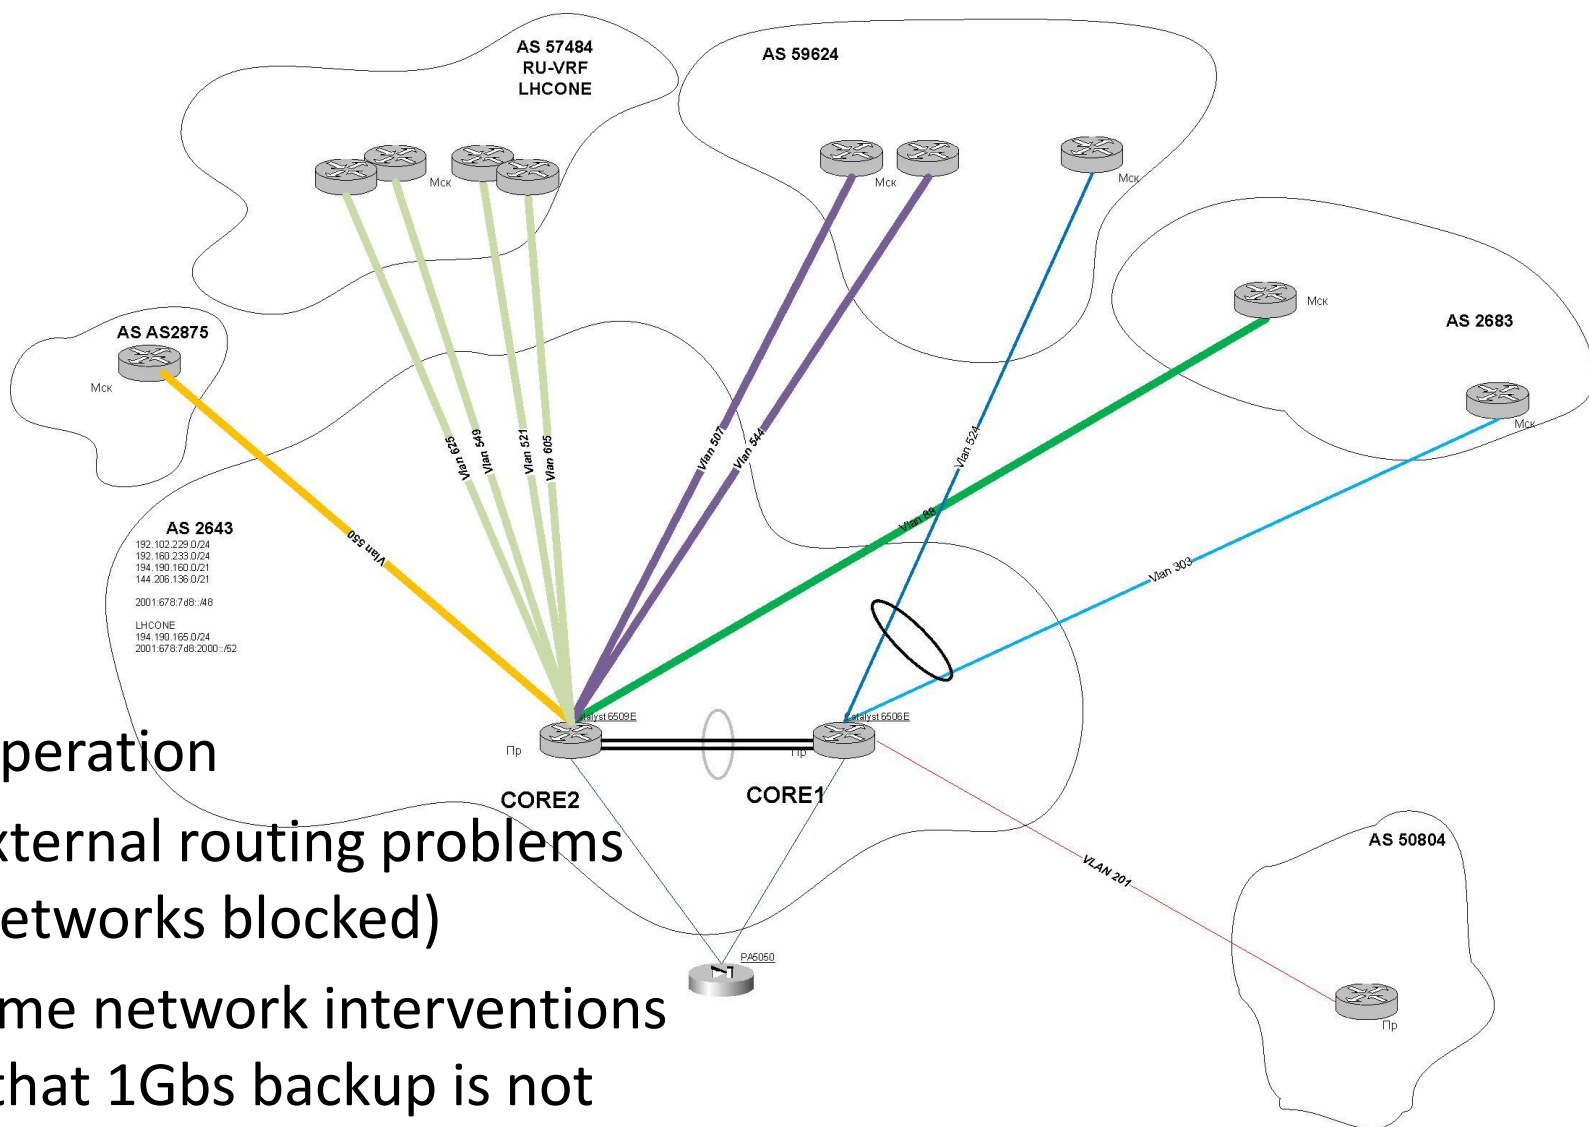 AS 57484
RU-VRF
LHCONE
AS 59624
Мск
Мск
Мск
Мск
AS 2683
AS AS2875
Мск
Мск
Vlan 625
Vlan 549
Vlan 521
Vlan 605
Vlan 507
Vlan 544
Vlan 524
Vlan 88
Vlan 550
Vlan 303
AS 2643
192.102.229.0/24
192.160.233.0/24
194.190.160.0/21
144.206.136.0/21
2001:678:7d8::/48
LHCONE
194.190.165.0/24
2001:678:7d8:2000::/52
Catalyst 6509E
Catalyst 6506E
Пр
Пр
CORE2
CORE1
peration
xternal routing problems
etworks blocked)
me network interventions
that 1Gbs backup is not
PA5050
VLAN 201
AS 50804
Пр